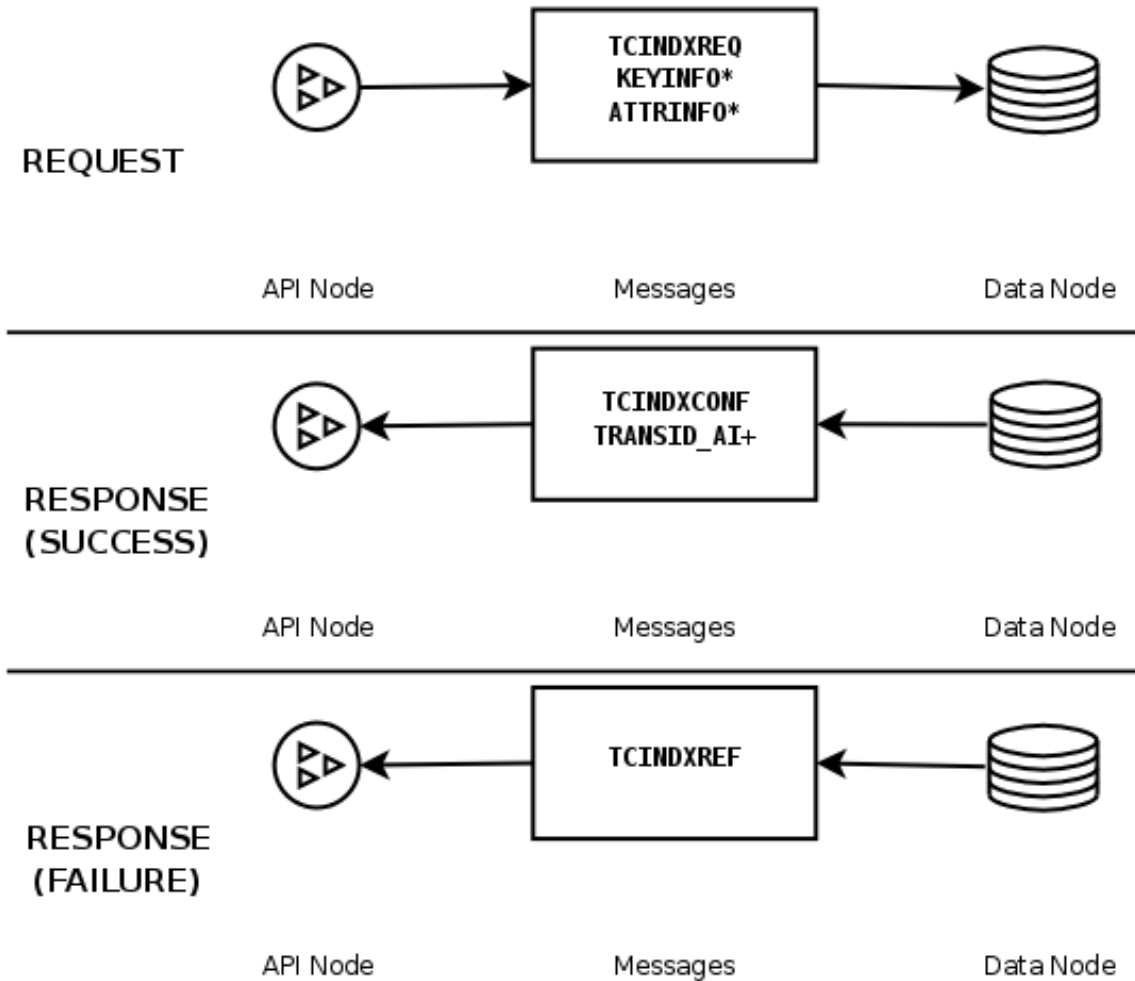 TCINDXREQ
KEYINFO*
ATTRINFO*
REQUEST
API Node
Messages
Data Node
TCINDXCONF
TRANSID_AI+
RESPONSE
(SUCCESS)
API Node
Messages
Data Node
TCINDXREF
RESPONSE
(FAILURE)
API Node
Messages
Data Node